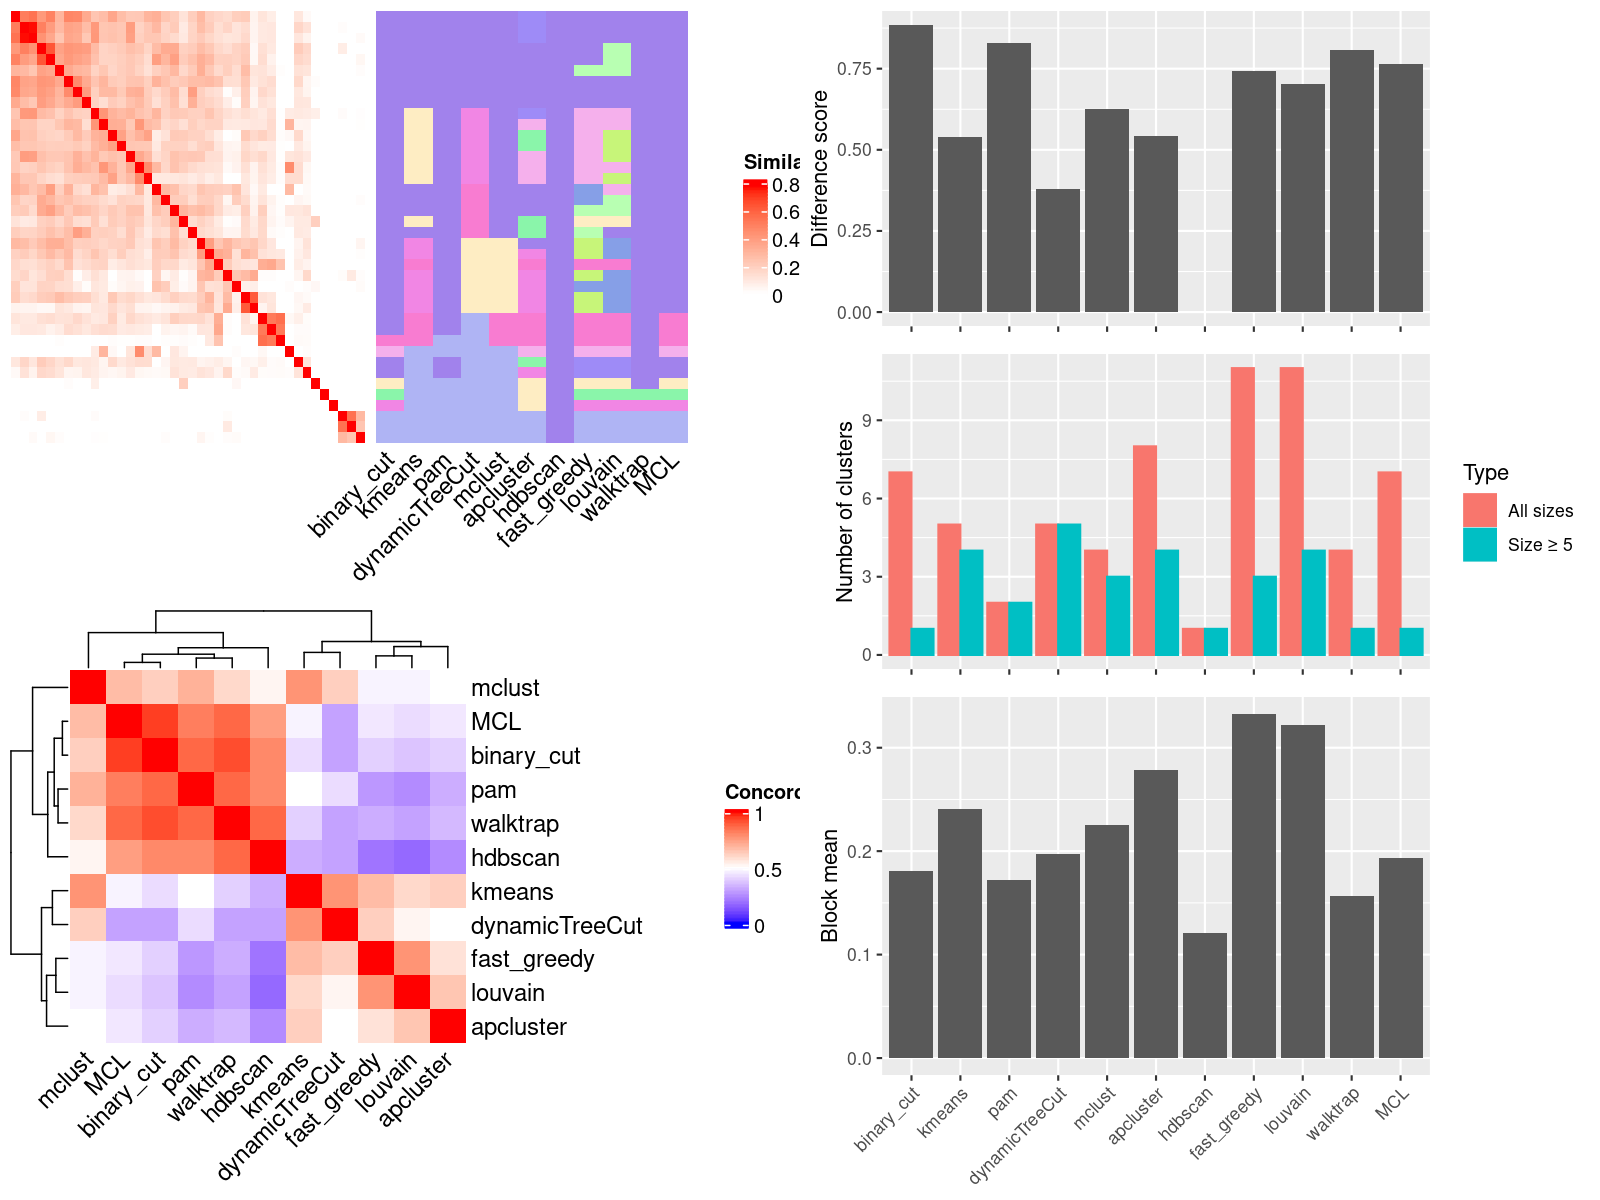 Simila
0.8
0.6
0.4
0.2
0
binary_cut
kmeans
pam
dynamicTreeCut
mclust
apcluster
hdbscan
fast_greedy
louvain
walktrap
MCL
mclust
MCL
binary_cut
pam
walktrap
hdbscan
kmeans
dynamicTreeCut
fast_greedy
louvain
apcluster
mclust
MCL
binary_cut
pam
walktrap
hdbscan
kmeans
dynamicTreeCut
fast_greedy
louvain
apcluster
Concord
1
0.5
0
Difference score
0.75
0.50
0.25
0.00
Number of clusters
9
6
3
0
Type
All sizes
Size ≥ 5
Block mean
0.3
0.2
0.1
0.0
binary_cut
kmeans
pam
dynamicTreeCut
mclust
apcluster
hdbscan
fast_greedy
louvain
walktrap
MCL